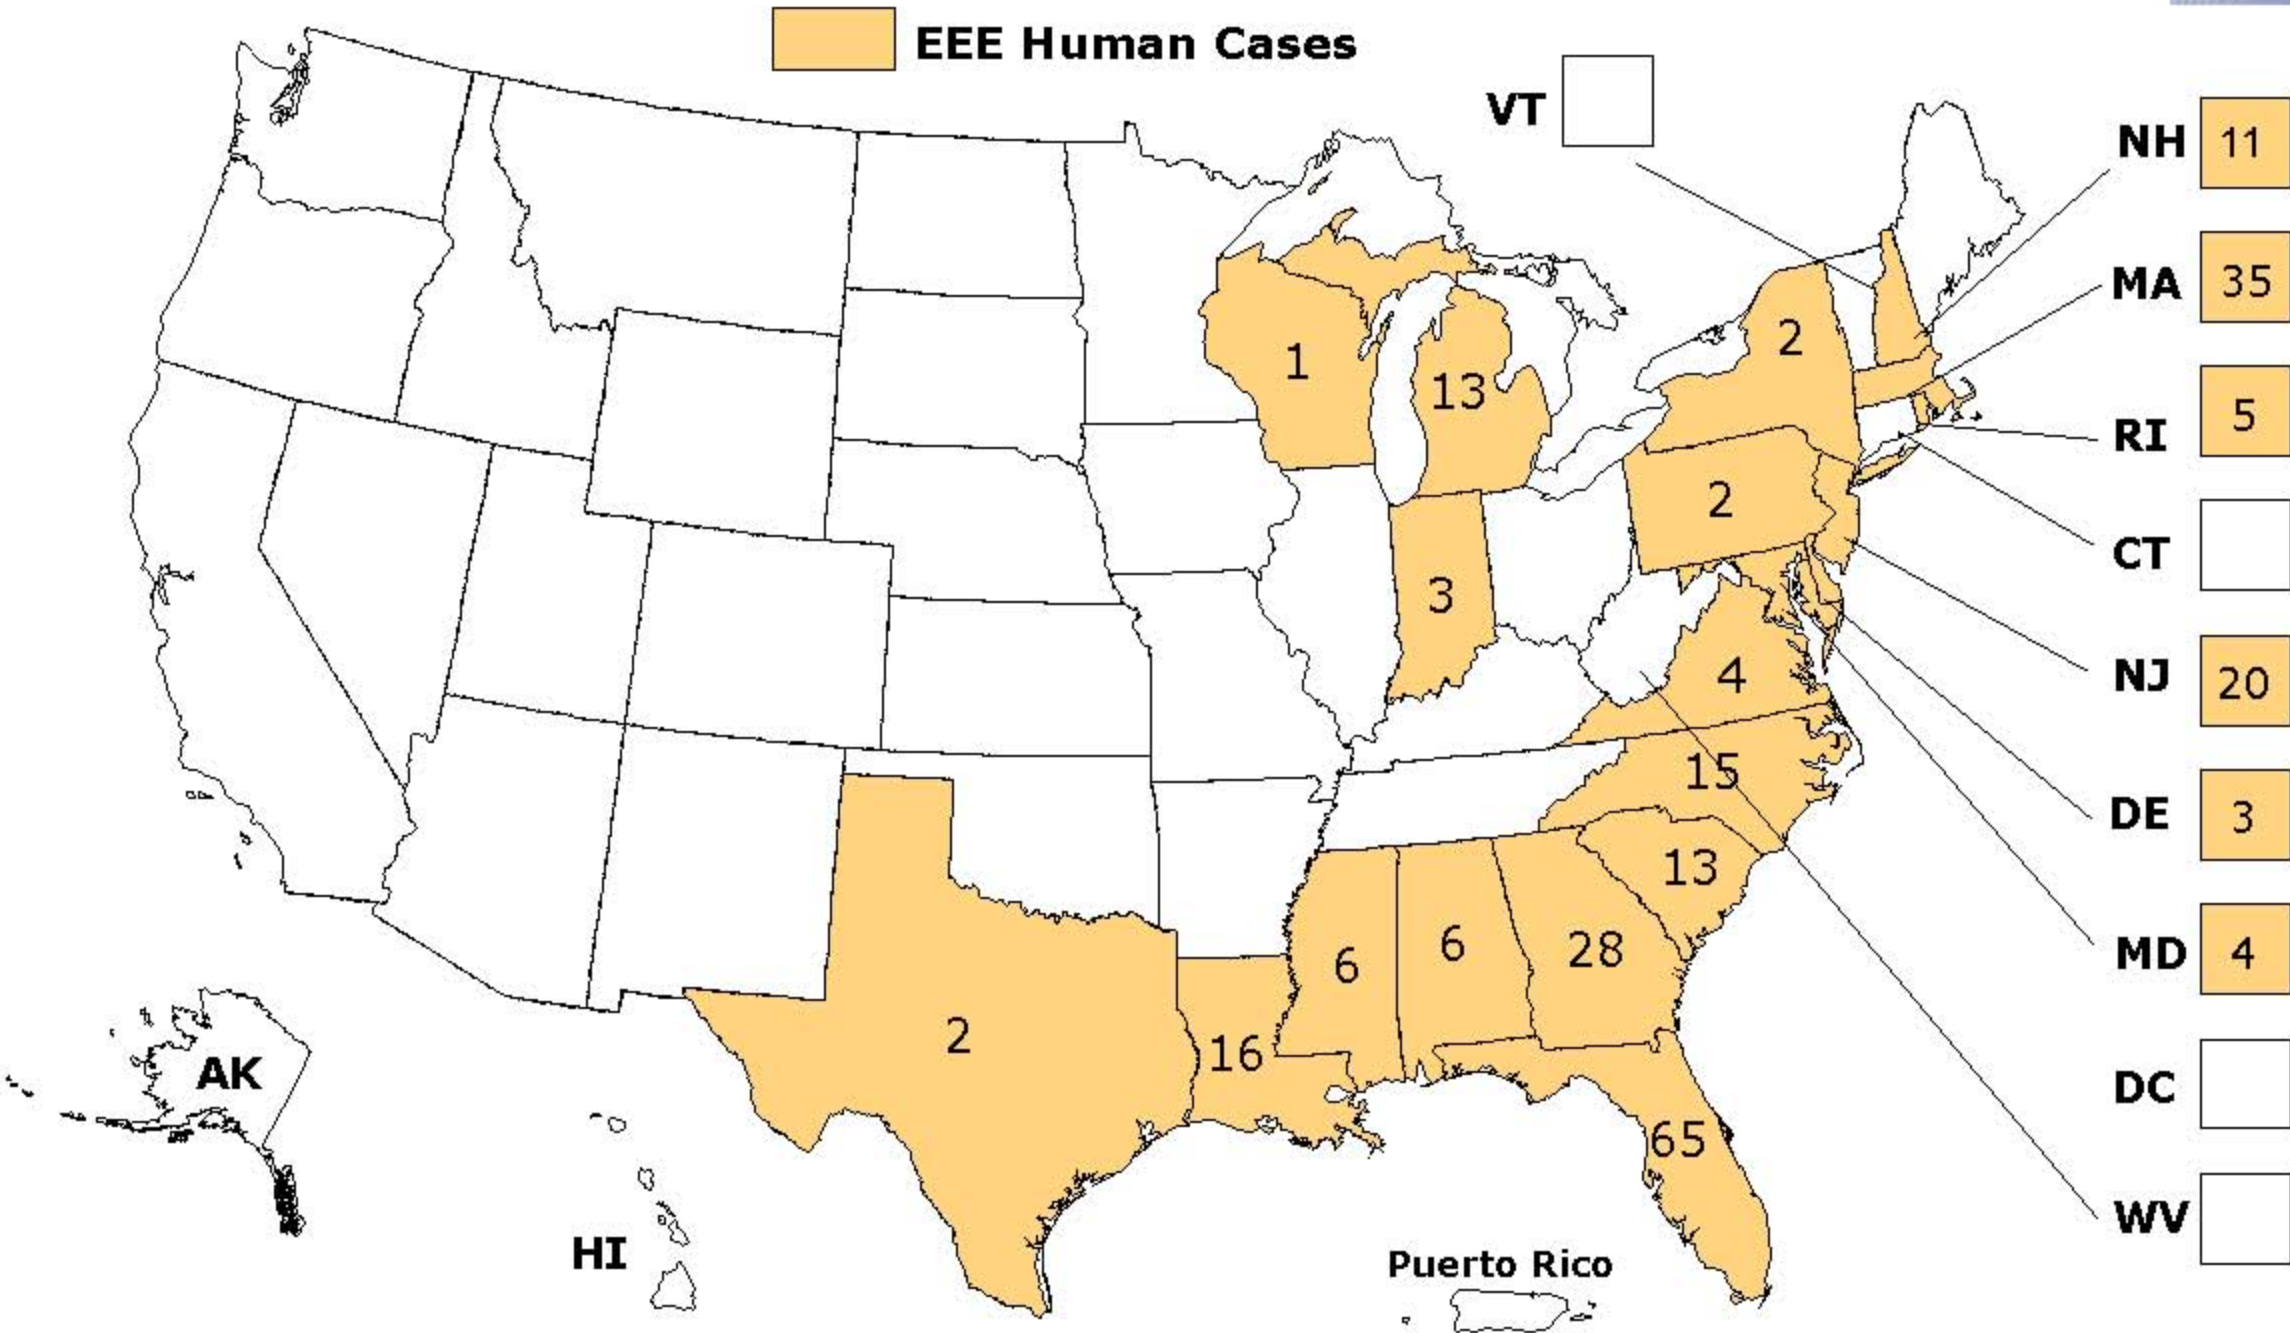 EEE Human Cases
VT
NH 11
MA 35
RI 5
CT
NJ 20
DE 3
MD 4
DC
WV
1
13
2
2
3
4
15
13
6
6
28
2
16
65
AK
HI
Puerto Rico